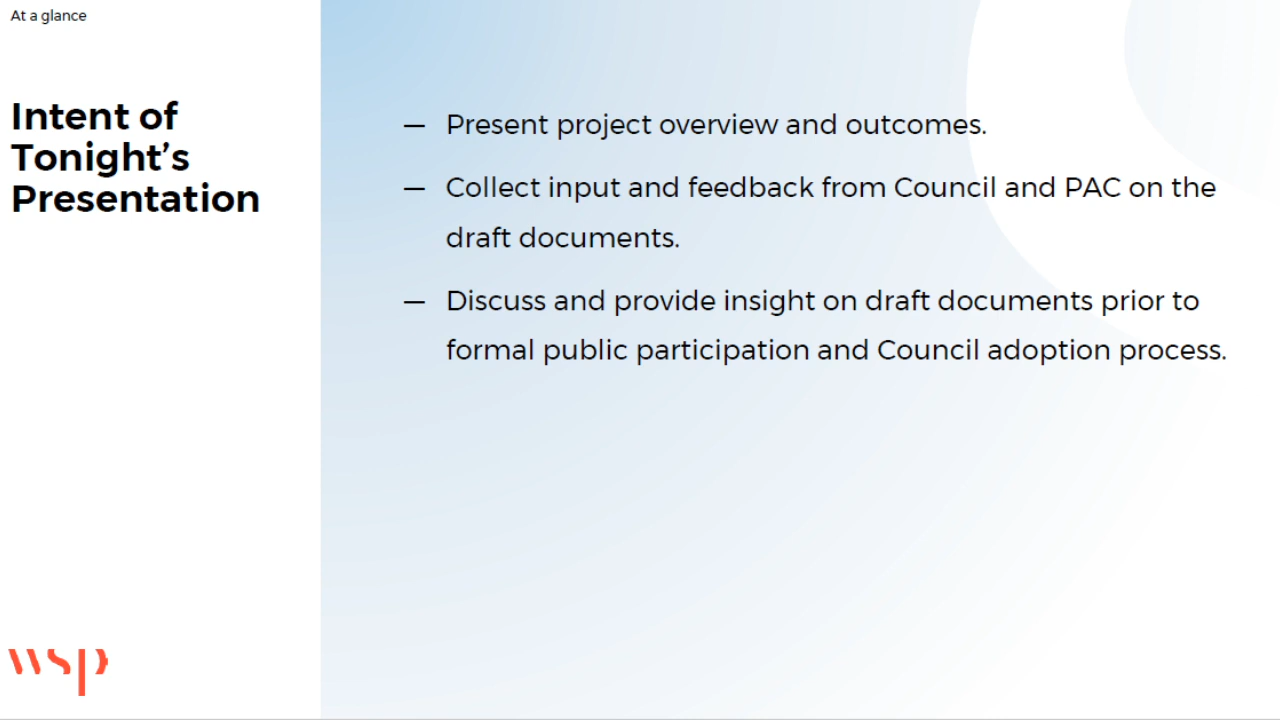 At a glance
Intent of
Tonight’s
Presentation
— Present project overview and outcomes.
— Collect input and feedback from Council and PAC on the
draft documents.
— Discuss and provide insight on draft documents prior to
formal public participation and Council adoption process.
wsp